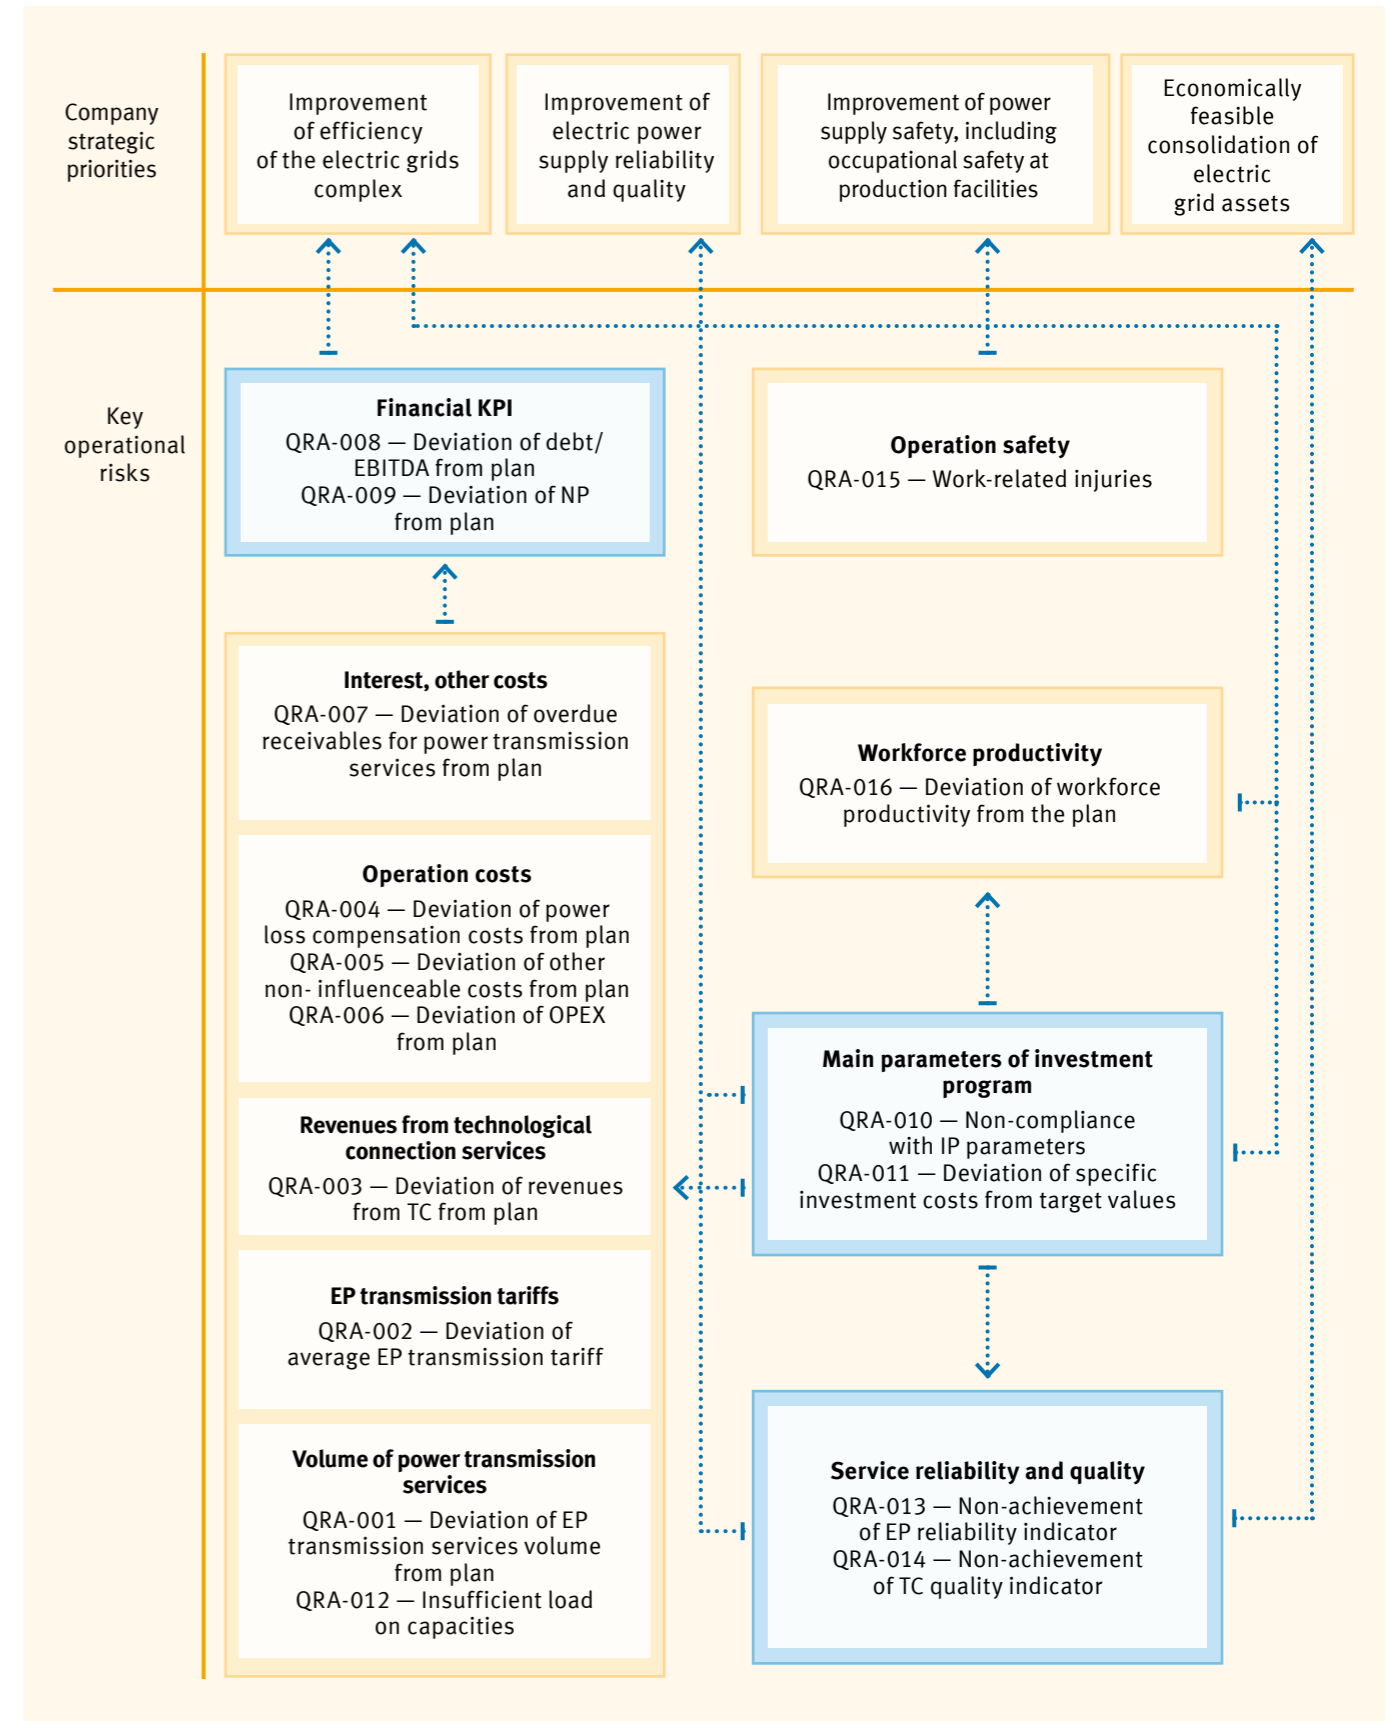 Company
strategic
priorities
Improvement
of efficiency
of the electric grids
complex
Improvement of
electric power
supply reliability
and quality
Improvement of power
supply safety, including
occupational safety at
production facilities
Economically
feasible
consolidation of
electric
grid assets
Key
operational
risks
Financial KPI
QRA-008 — Deviation of debt/
EBITDA from plan
QRA-009 — Deviation of NP
from plan
Operation safety
QRA-015 — Work-related injuries
Interest, other costs
QRA-007 — Deviation of overdue
receivables for power transmission
services from plan
Workforce productivity
QRA-016 — Deviation of workforce
productivity from the plan
Operation costs
QRA-004 — Deviation of power
loss compensation costs from plan
QRA-005 — Deviation of other
non- influenceable costs from plan
QRA-006 — Deviation of OPEX
from plan
Main parameters of investment
program
QRA-010 — Non-compliance
with IP parameters
QRA-011 — Deviation of specific
investment costs from target values
Revenues from technological
connection services
QRA-003 — Deviation of revenues
from TC from plan
EP transmission tariffs
QRA-002 — Deviation of
average EP transmission tariff
Volume of power transmission
services
QRA-001 — Deviation of EP
transmission services volume
from plan
QRA-012 — Insufficient load
on capacities
Service reliability and quality
QRA-013 — Non-achievement
of EP reliability indicator
QRA-014 — Non-achievement
of TC quality indicator